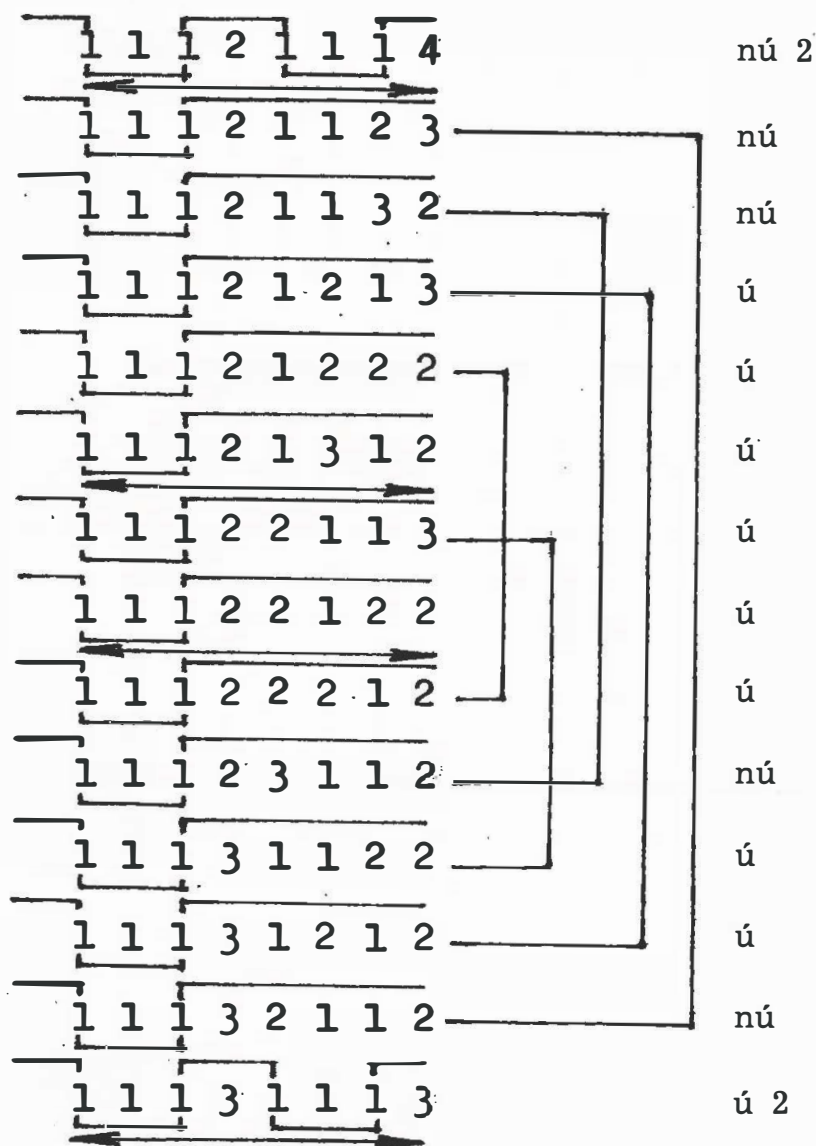 1 1 1 2 1 1 1 4 nú 2
1 1 1 2 1 1 2 3 nú
1 1 1 2 1 1 3 2 nú
1 1 1 2 1 2 1 3 ú
1 1 1 2 1 2 2 2 ú
1 1 1 2 1 3 1 2 ú
1 1 1 2 2 1 1 3 ú
1 1 1 2 2 1 2 2 ú
1 1 1 2 2 2 1 2 ú
1 1 1 2 3 1 1 2 nú
1 1 1 3 1 1 2 2 ú
1 1 1 3 1 2 1 2 ú
1 1 1 3 2 1 1 2 nú
1 1 1 3 1 1 1 3 ú 2